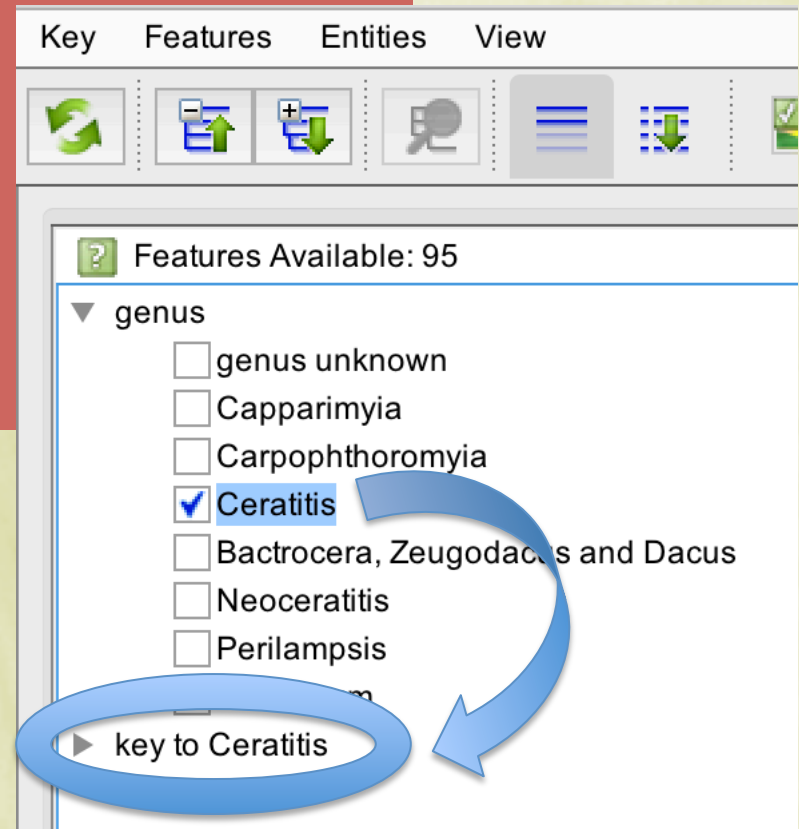 Key Features Entities View
Features Available: 95
genus
genus unknown
Capparimyia
Carpophthoromyia
Ceratitis
Bactrocera, Zeugodacus and Dacus
Neoceratitis
Perilampsis
key to Ceratitis